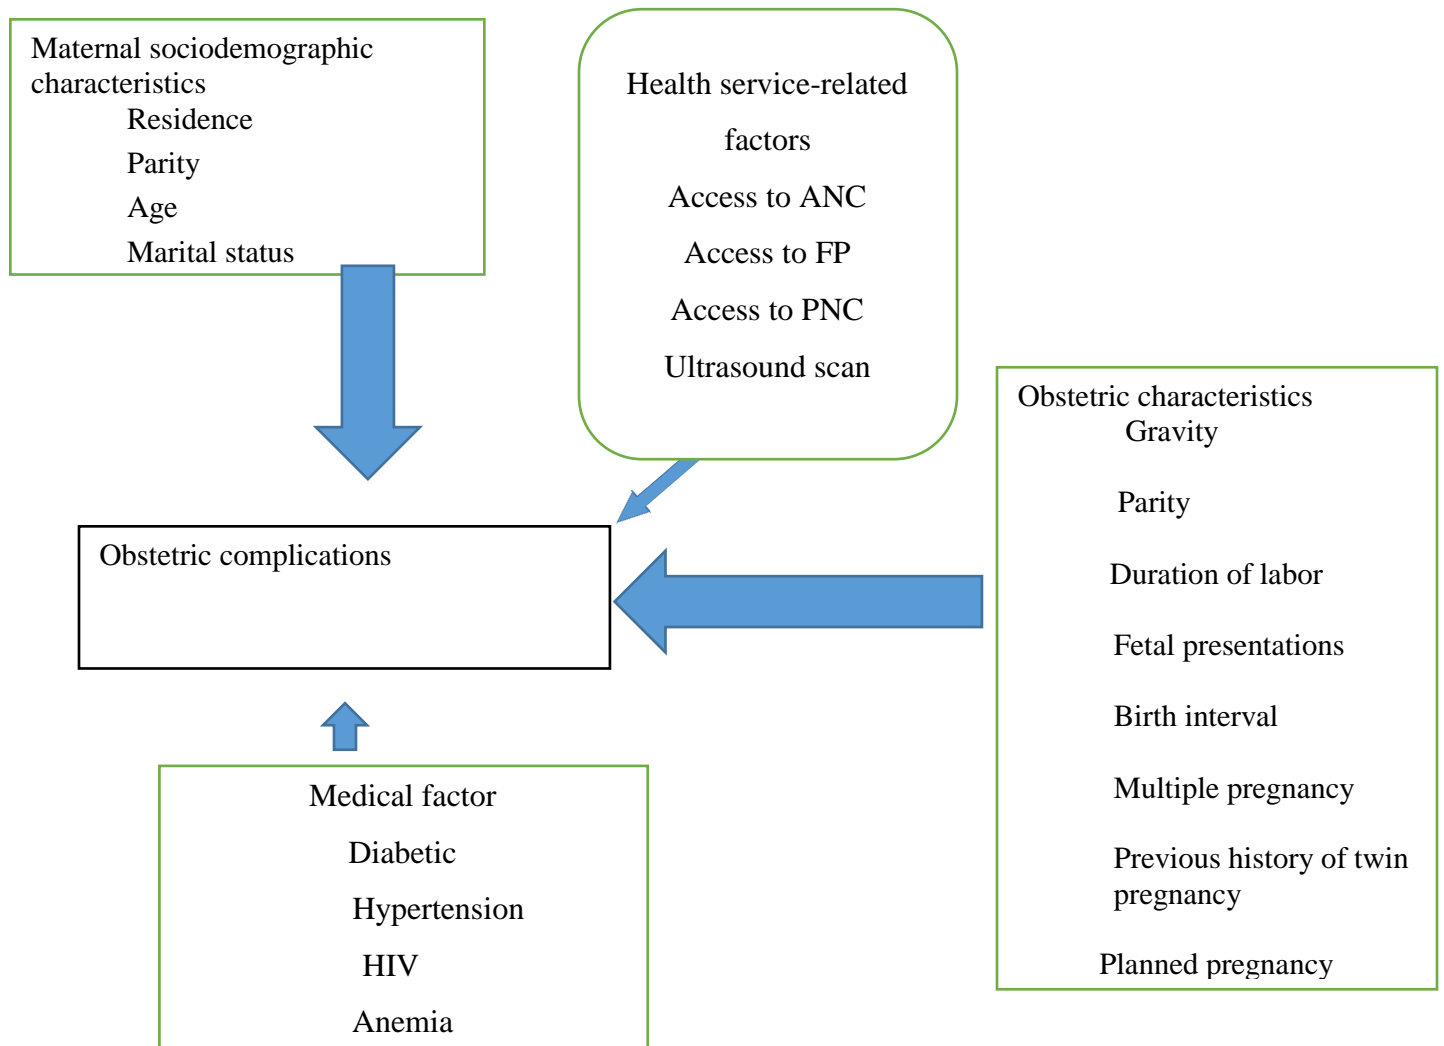 Maternal sociodemographic
characteristics
Residence
Parity
Age
Marital status
Health service-related
factors
Access to ANC
Access to FP
Access to PNC
Ultrasound scan
Obstetric characteristics
Gravity
Parity
Duration of labor
Fetal presentations
Birth interval
Multiple pregnancy
Previous history of twin
pregnancy
Planned pregnancy
Obstetric complications
Medical factor
Diabetic
Hypertension
HIV
Anemia